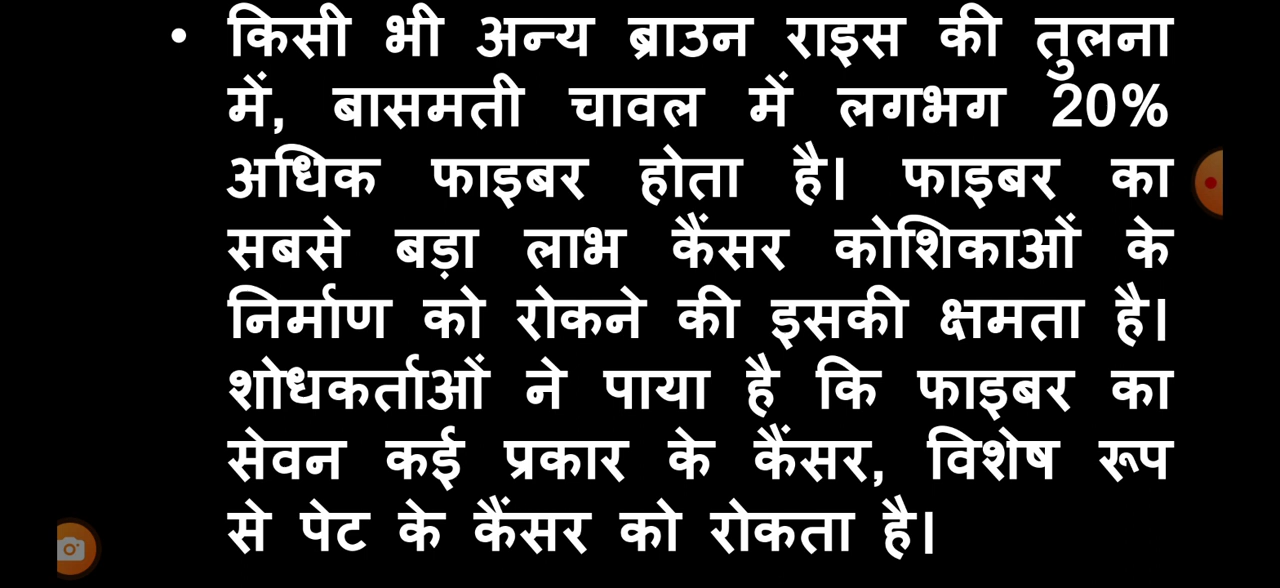 • किसी भी अन्य ब्राउन राइस की तुलना
में, बासमती चावल में लगभग 20%
अधिक फाइबर होता है। फाइबर का
सबसे बड़ा लाभ कैंसर कोशिकाओं के
निर्माण को रोकने की इसकी क्षमता है।
शोधकर्ताओं ने पाया है कि फाइबर का
सेवन कई प्रकार के कैंसर, विशेष रूप
से पेट के कैंसर को रोकता है।